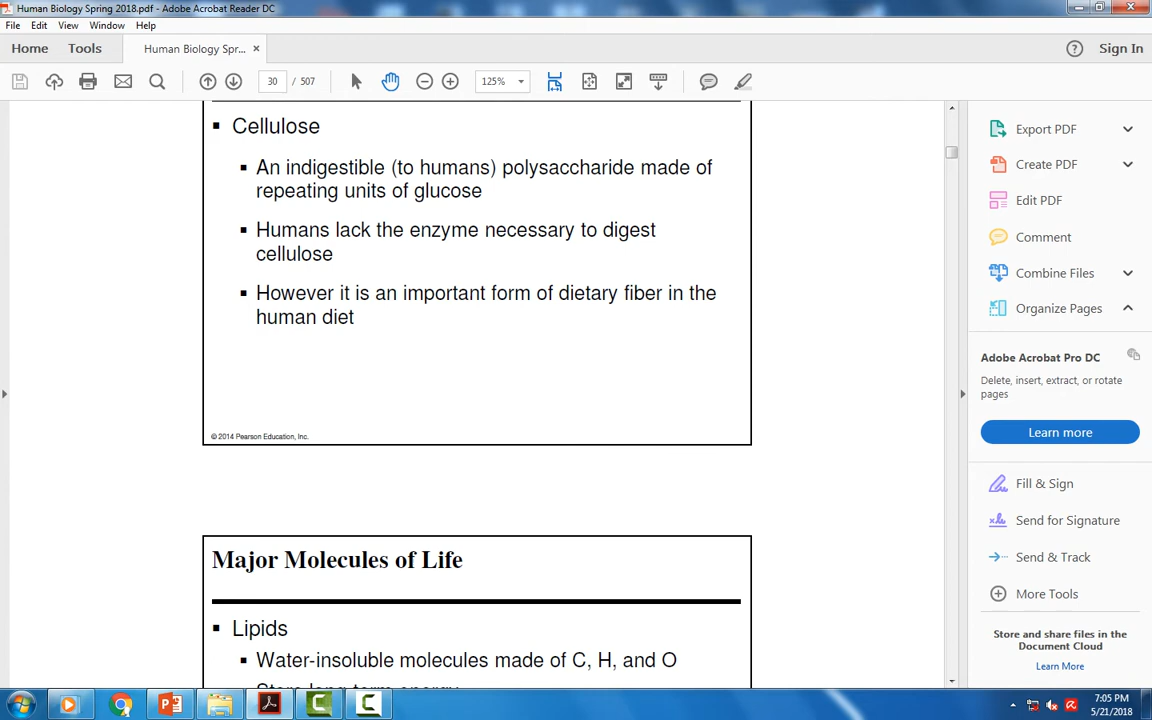 Human Biology Spring 2018.pdf - Adobe Acrobat Reader DC
File Edit View Window Help
Home Tools Human Biology Spr... × Sign In
30 / 507 125%
▪ Cellulose
▪ An indigestible (to humans) polysaccharide made of
repeating units of glucose
▪ Humans lack the enzyme necessary to digest
cellulose
▪ However it is an important form of dietary fiber in the
human diet
© 2014 Pearson Education, Inc.
Major Molecules of Life
▪ Lipids
▪ Water-insoluble molecules made of C, H, and O
Export PDF
Create PDF
Edit PDF
Comment
Combine Files
Organize Pages
Adobe Acrobat Pro DC
Delete, insert, extract, or rotate
pages
Learn more
Fill & Sign
Send for Signature
Send & Track
More Tools
Store and share files in the
Document Cloud
Learn More
7:05 PM
5/21/2018